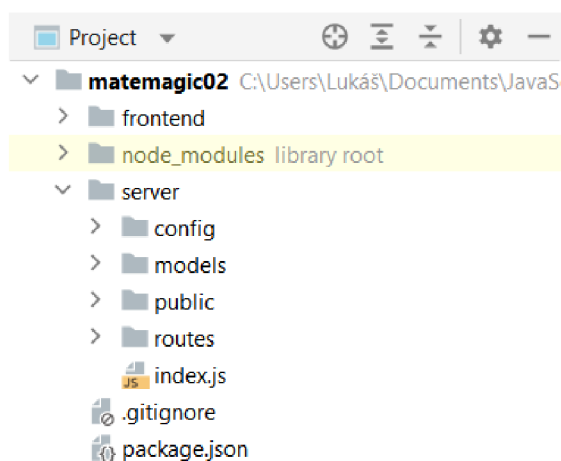 Project
matemagic02 C:\Users\Lukáš\Documents\JavaS
frontend
node_modules library root
server
config
models
public
routes
index.js
.gitignore
package.json